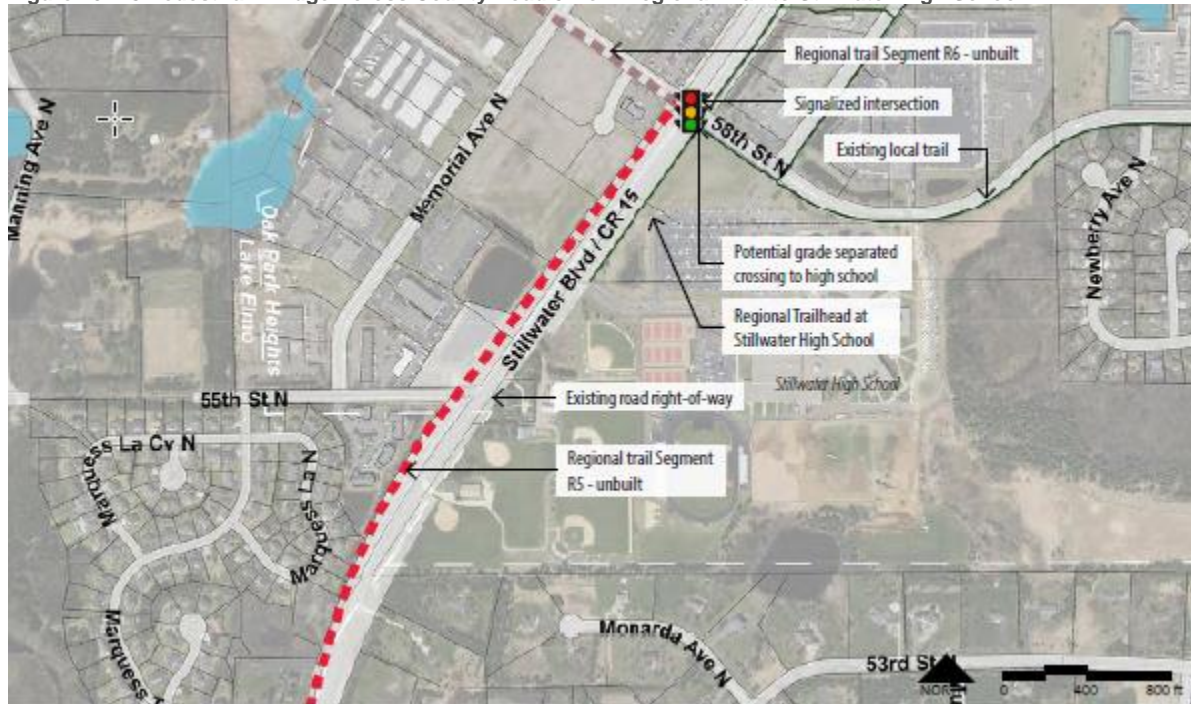 Regional trail Segment R6 - unbuilt
Signalized intersection
58th St N
Existing local trail
Memorial Ave N
Manning Ave N
Newberry Ave N
Oak Park Heights
Lake Elmo
Stillwater Blvd / CR 15
Potential grade separated
crossing to high school
Regional Trailhead at
Stillwater High School
Stillwater High School
55th St N
Existing road right-of-way
Marquess La Cv N
Regional trail Segment
R5 - unbuilt
Marquess La N
Marquess
Monarda Ave N
53rd St N
NORTH
0 400 800 ft